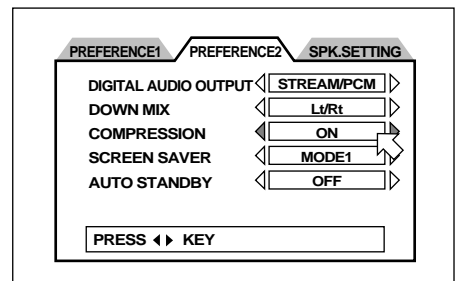 PREFERENCE1 PREFERENCE2 SPK.SETTING
DIGITAL AUDIO OUTPUT STREAM/PCM
DOWN MIX Lt/Rt
COMPRESSION ON
SCREEN SAVER MODE1
AUTO STANDBY OFF
PRESS ◀▶ KEY